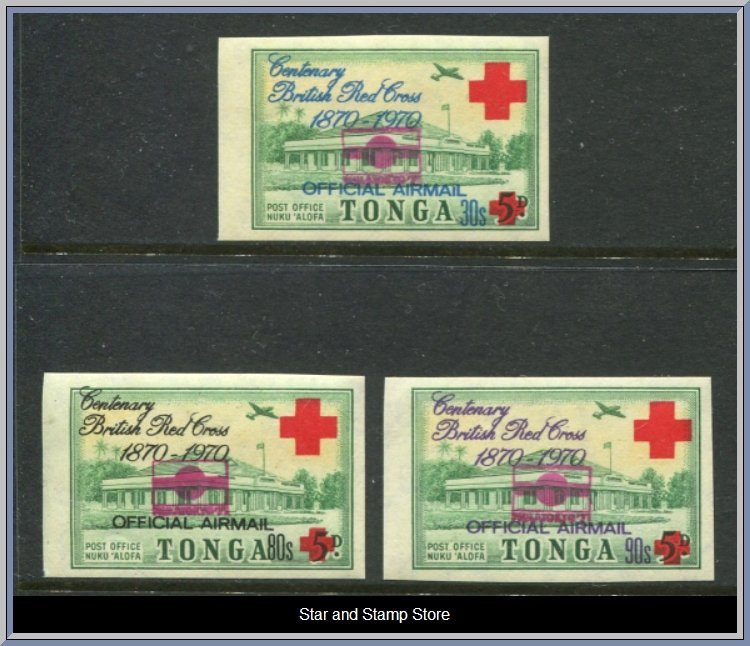 Centenary
British Red Cross
1870-1970
OFFICIAL AIRMAIL
POST OFFICE
NUKU 'ALOFA
TONGA 30s 5D.
Centenary
British Red Cross
1870-1970
OFFICIAL AIRMAIL
POST OFFICE
NUKU 'ALOFA
TONGA 80s 5D.
Centenary
British Red Cross
1870-1970
OFFICIAL AIRMAIL
POST OFFICE
NUKU 'ALOFA
TONGA 90s 5D.
Star and Stamp Store